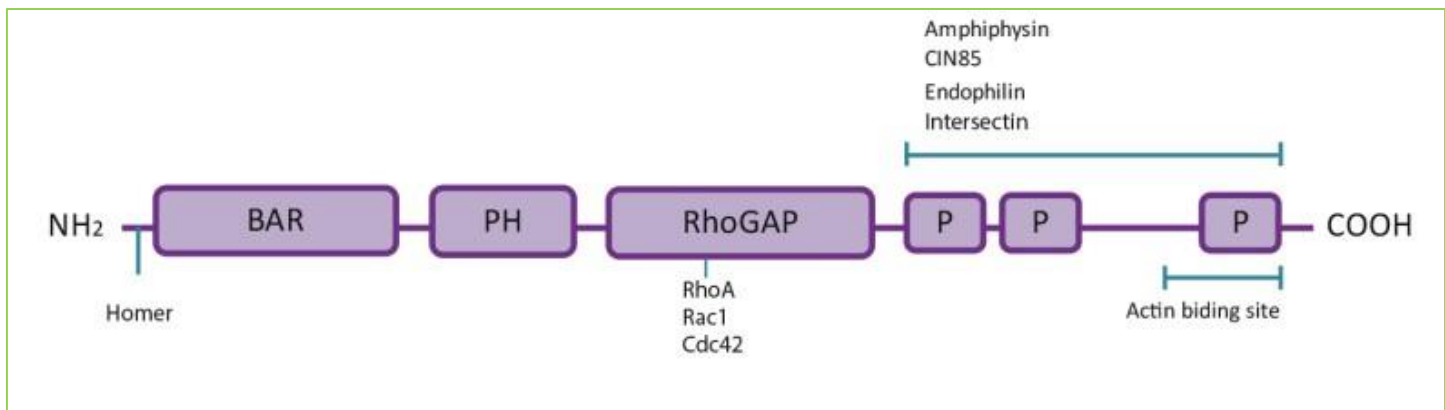 Amphiphysin
CIN85
Endophilin
Intersectin
NH2 BAR PH RhoGAP P P P COOH
Homer
RhoA
Rac1
Cdc42
Actin biding site